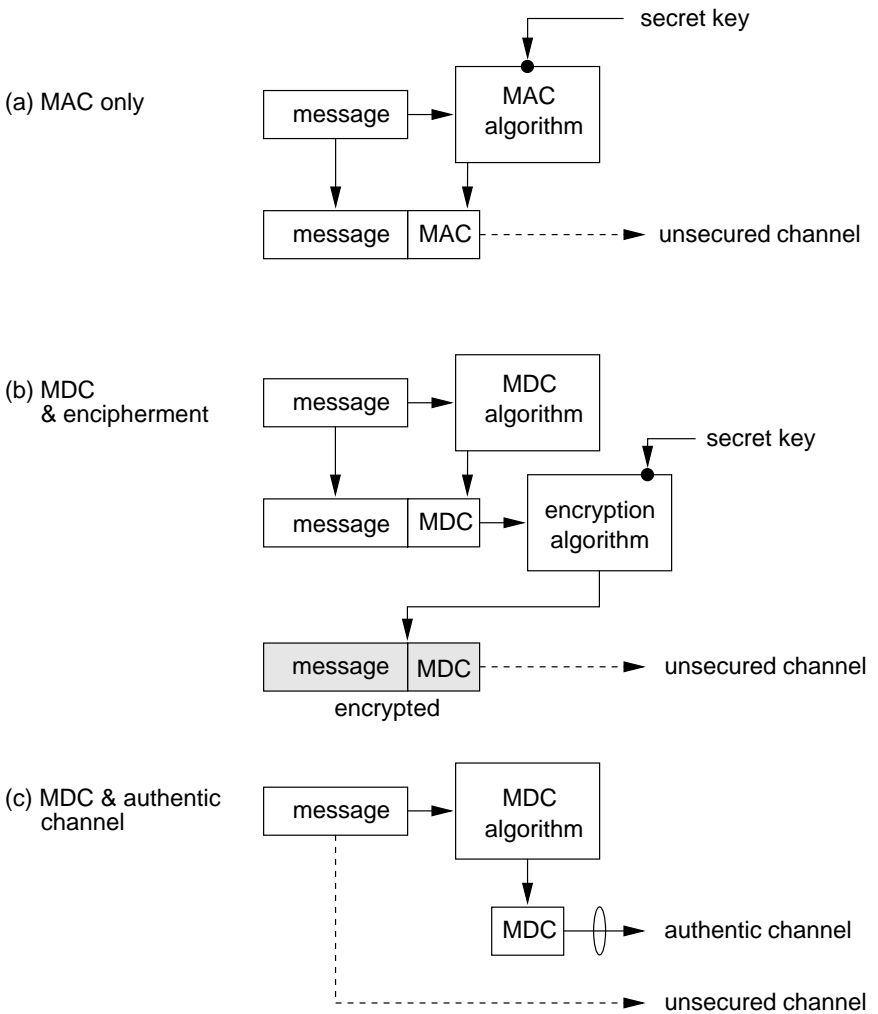 secret key
(a) MAC only
message
MAC
algorithm
message
MAC
unsecured channel
(b) MDC
& encipherment
message
MDC
algorithm
secret key
message
MDC
encryption
algorithm
message
MDC
unsecured channel
encrypted
(c) MDC & authentic
channel
message
MDC
algorithm
MDC
authentic channel
unsecured channel